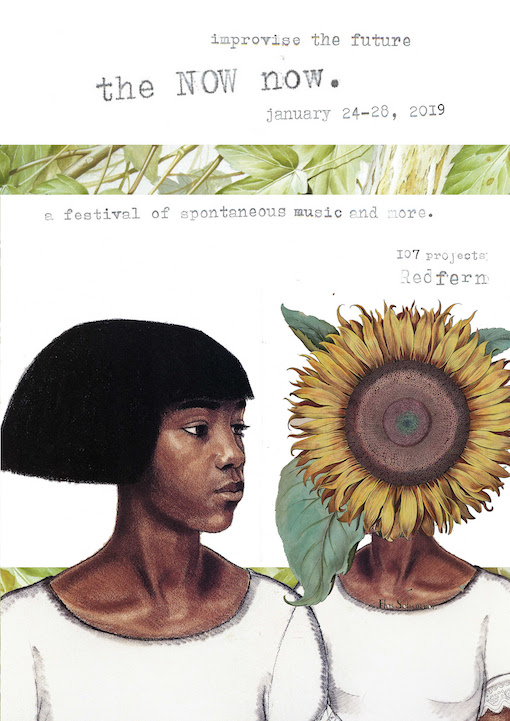 improvise the future
the NOW now.
january 24-28, 2019
a festival of spontaneous music and more.
107 projects
Redfern